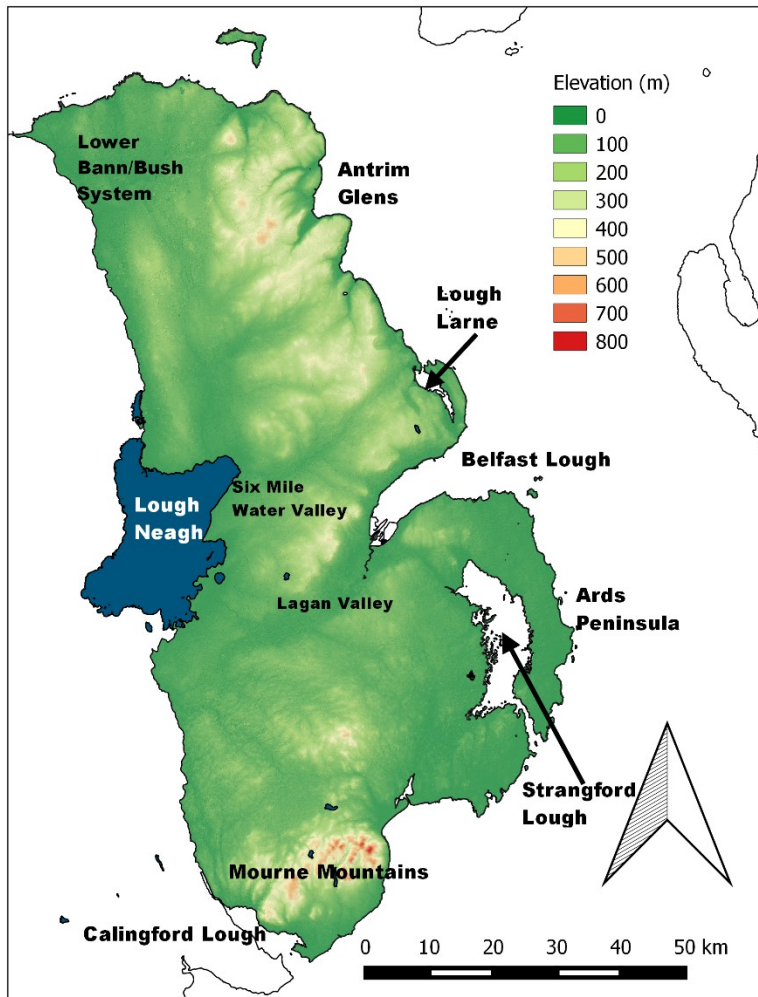 Elevation (m)
0
100
200
300
400
500
600
700
800
Lower
Bann/Bush
System
Antrim
Glens
Lough
Larne
Belfast Lough
Six Mile
Water Valley
Lough
Neagh
Lagan Valley
Ards
Peninsula
Strangford
Lough
Mourne Mountains
Calingford Lough
0 10 20 30 40 50 km